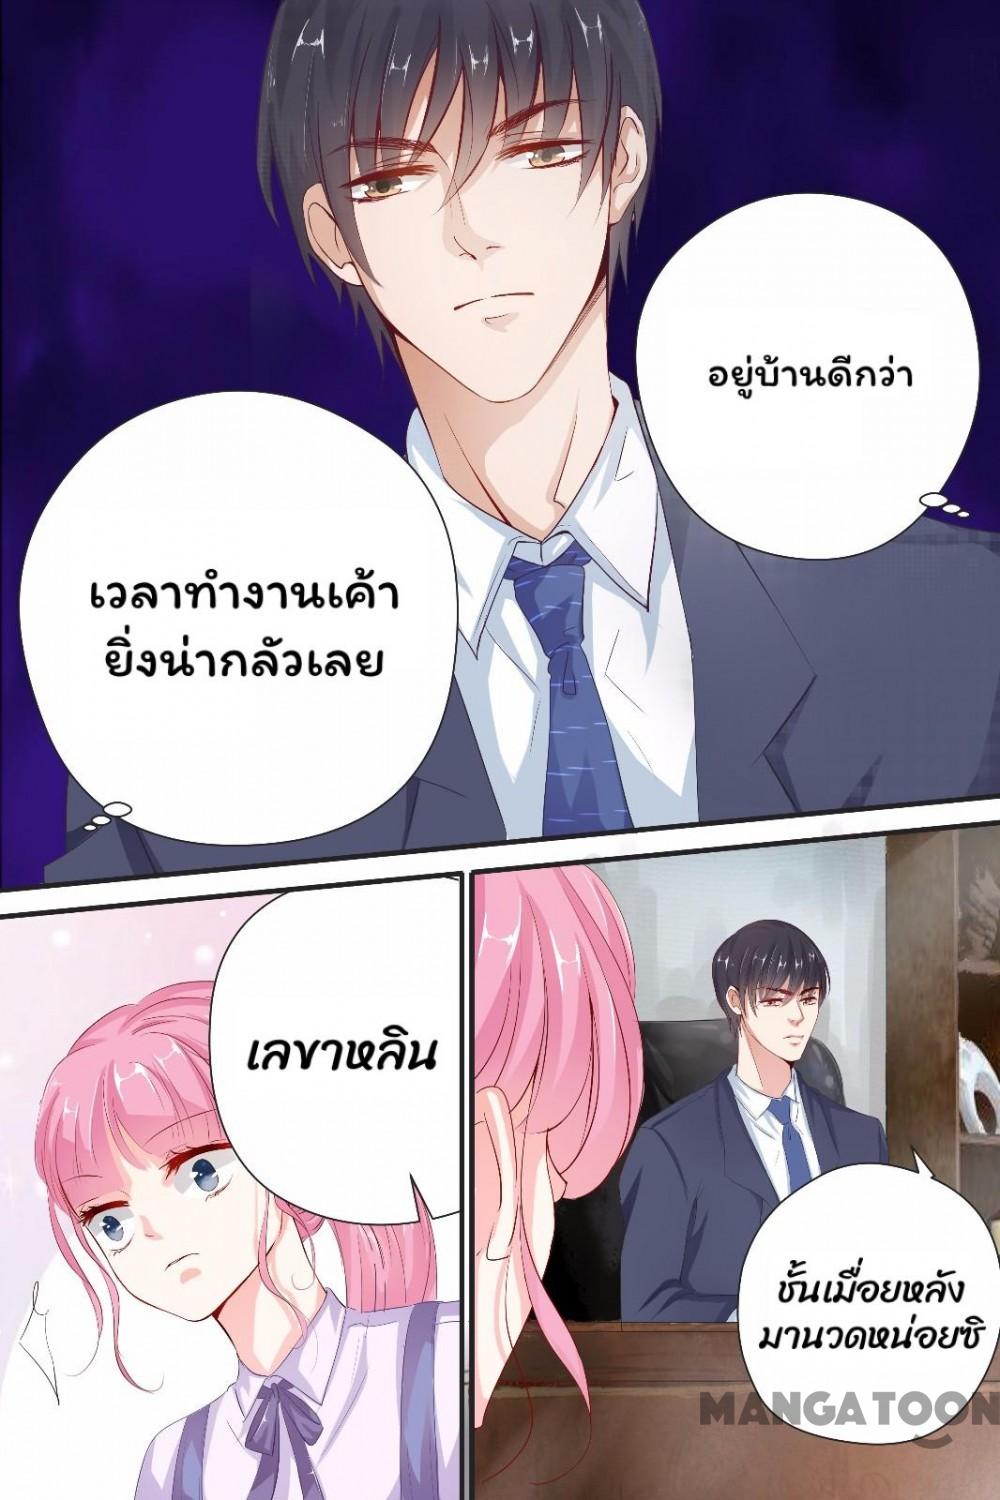 อยู่บ้านดีกว่า
เวลาทำงานเค้า
ยิ่งน่ากลัวเลย
เลขาหลิน
ชั้นเมื่อยหลัง
มานวดหน่อยซิ
MANGATOON